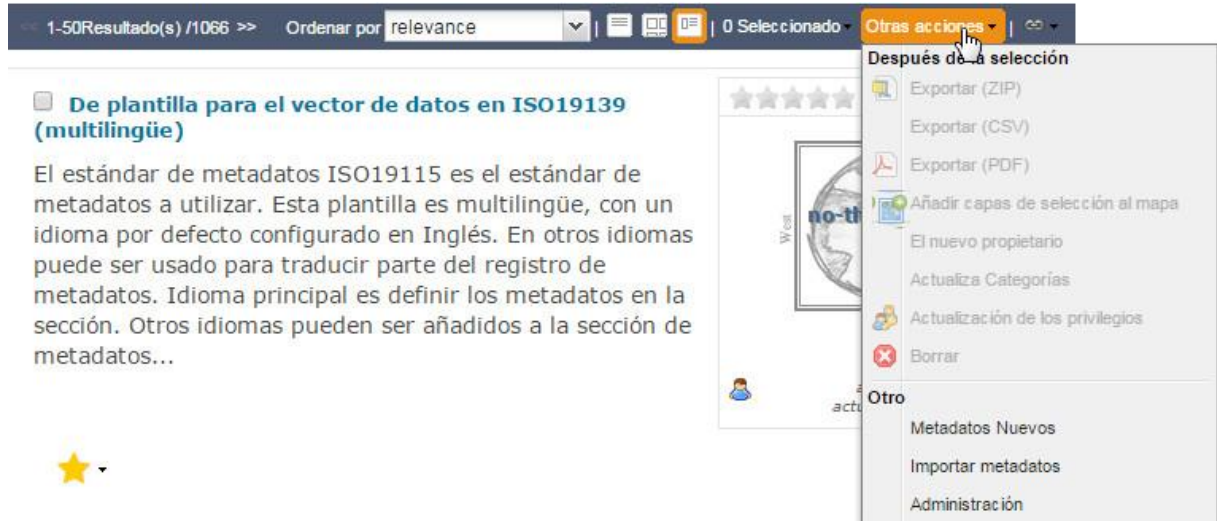 << 1-50Resultado(s) /1066 >> Ordenar por relevance | | 0 Seleccionado Otras acciones |
Después de la selección
Exportar (ZIP)
Exportar (CSV)
Exportar (PDF)
Añadir capas de selección al mapa
El nuevo propietario
Actualiza Categorías
Actualización de los privilegios
Borrar
Otro
Metadatos Nuevos
Importar metadatos
Administración
De plantilla para el vector de datos en ISO19139
(multilingüe)
El estándar de metadatos ISO19115 es el estándar de
metadatos a utilizar. Esta plantilla es multilingüe, con un
idioma por defecto configurado en Inglés. En otros idiomas
puede ser usado para traducir parte del registro de
metadatos. Idioma principal es definir los metadatos en la
sección. Otros idiomas pueden ser añadidos a la sección de
metadatos...
West
no-th
actu